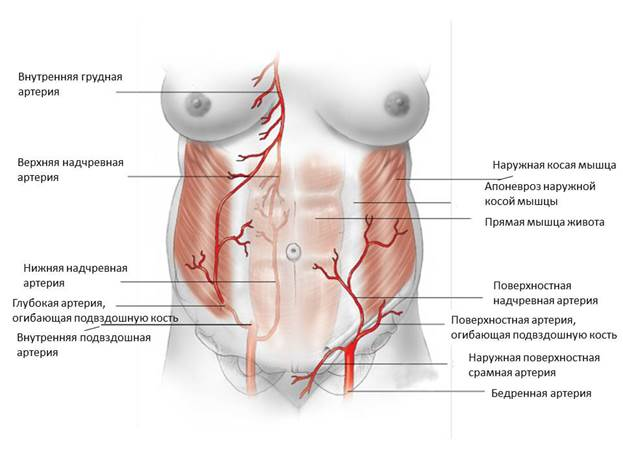 Внутренняя грудная
артерия
Верхняя надчревная
артерия
Нижняя надчревная
артерия
Глубокая артерия,
огибающая подвздошную кость
Внутренняя подвздошная
артерия
Наружная косая мышца
Апоневроз наружной
косой мышцы
Прямая мышца живота
Поверхностная
надчревная артерия
Поверхностная артерия,
огибающая подвздошную кость
Наружная поверхностная
срамная артерия
Бедренная артерия